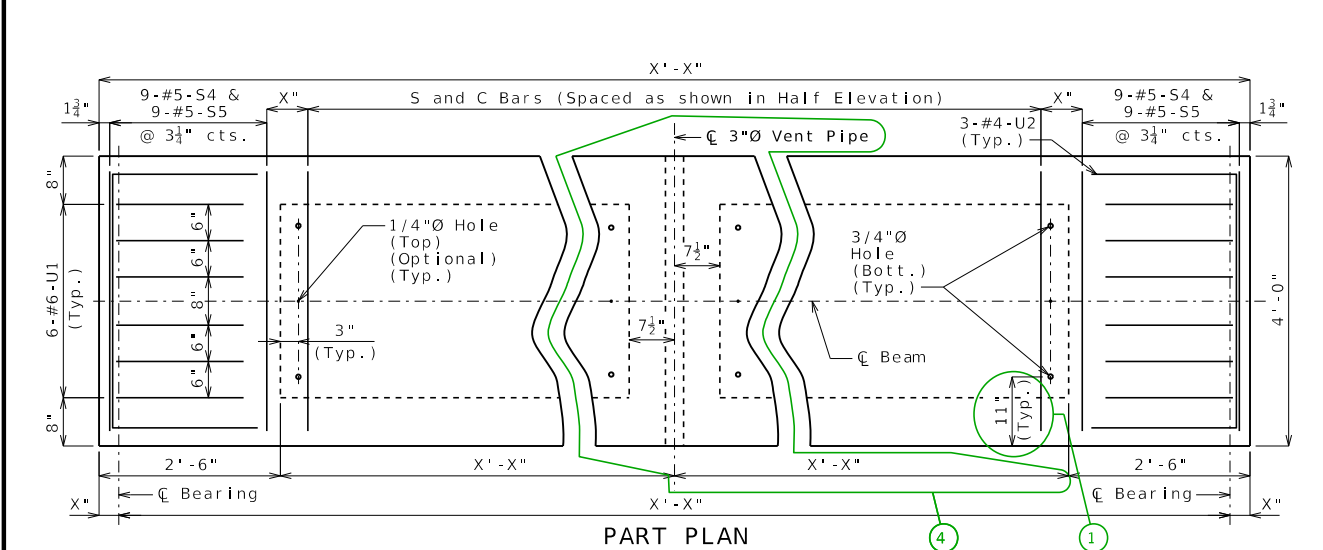 X'-X"
9-#5-S4 &
9-#5-S5
@ 3¼" cts.
1¾"
X"
S and C Bars (Spaced as shown in Half Elevation)
X"
9-#5-S4 &
9-#5-S5
@ 3¼" cts.
1¾"
3-#4-U2
(Typ.)
℄ 3"Ø Vent Pipe
8"
6-#6-U1
(Typ.)
8"
6"
6"
8"
6"
6"
1/4"Ø Hole
(Top)
(Optional)
(Typ.)
3"
(Typ.)
7½"
7½"
3/4"Ø
Hole
(Bott.)
(Typ.)
℄ Beam
11"
(Typ.)
4'-0"
2'-6"
X'-X"
X'-X"
2'-6"
X"
℄ Bearing
X'-X"
℄ Bearing
X"
PART PLAN
4
1